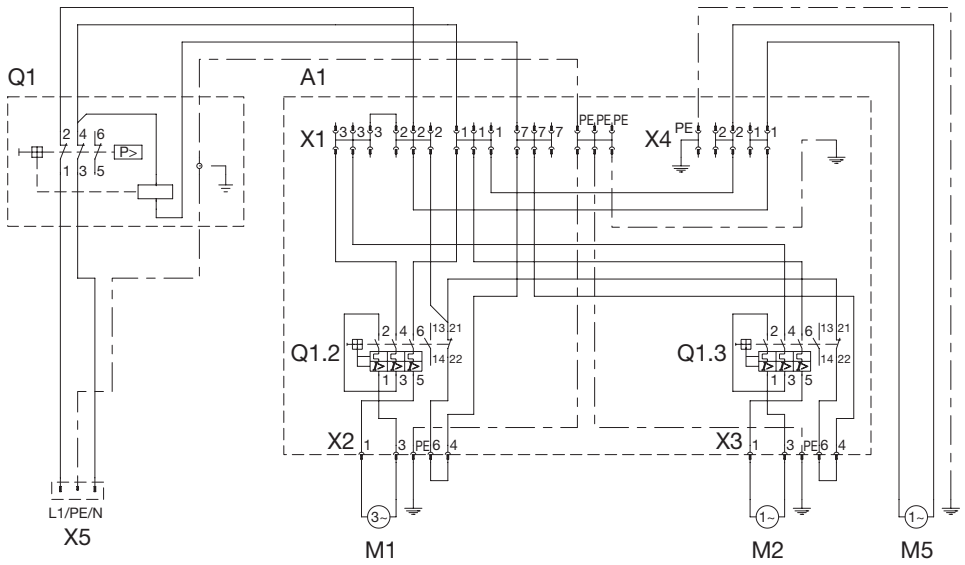 Q1
A1
PE PE PE
PE
X1
3 3 3 2 2 2 1 1 1 7 7 7
X4
2 2 1 1
2 4 6
P>
1 3 5
2 4 6 13 21
Q1.2
14 22
1 3 5
2 4 6 13 21
Q1.3
14 22
1 3 5
X2
1 3 PE 6 4
X3
1 3 PE 6 4
L1/PE/N
X5
3~
1~
1~
M1
M2
M5